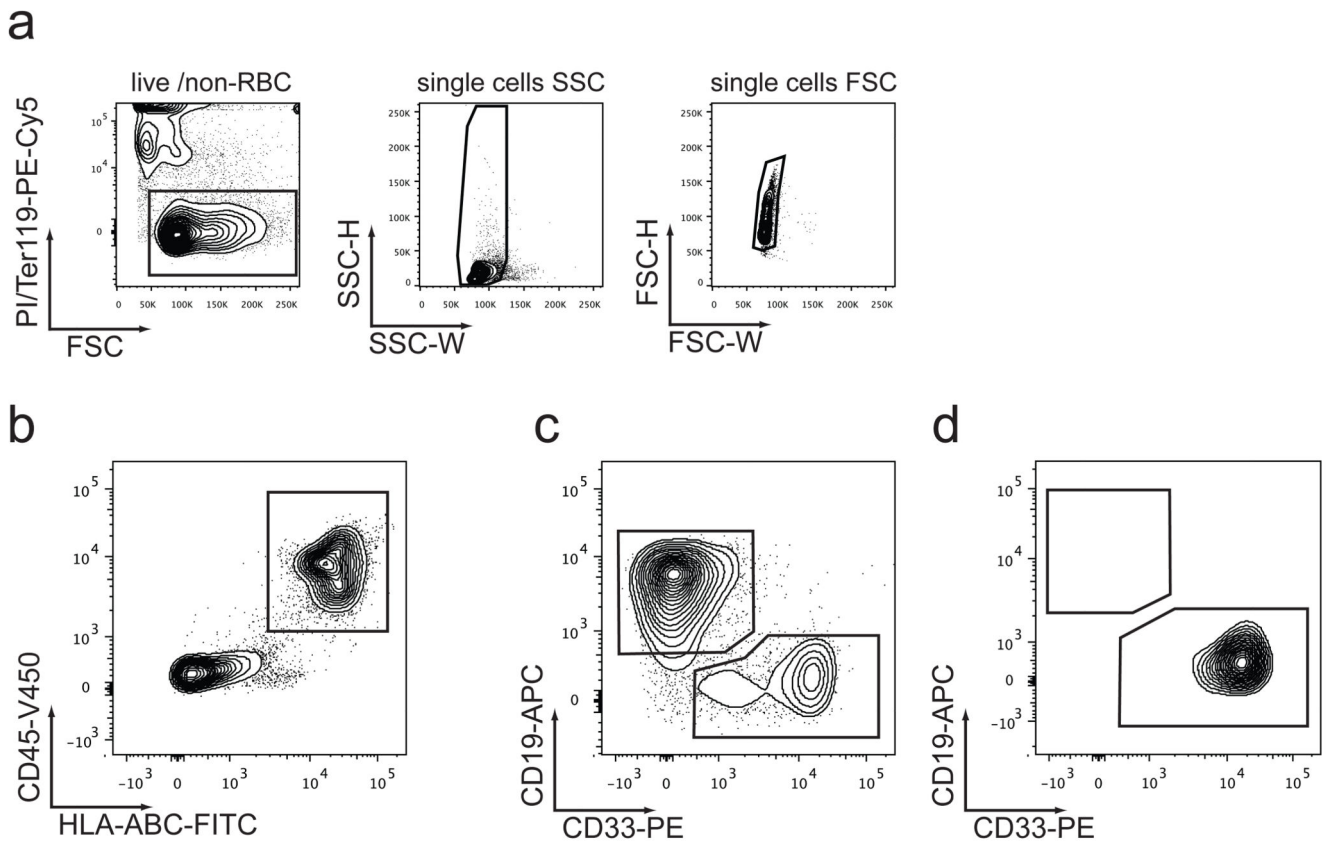 a
live /non-RBC
single cells SSC
single cells FSC
PI/Ter119-PE-Cy5
10^5
10^4
0
0 50K 100K 150K 200K 250K
FSC
SSC-H
250K
200K
150K
100K
50K
0
0 50K 100K 150K 200K 250K
SSC-W
FSC-H
250K
200K
150K
100K
50K
0
0 50K 100K 150K 200K 250K
FSC-W
b
CD45-V450
10^5
10^4
10^3
0
-10^3
-10^3 0 10^3 10^4 10^5
HLA-ABC-FITC
c
CD19-APC
10^5
10^4
10^3
0
-10^3 0 10^3 10^4 10^5
CD33-PE
d
CD19-APC
10^5
10^4
10^3
0
-10^3
-10^3 0 10^3 10^4 10^5
CD33-PE